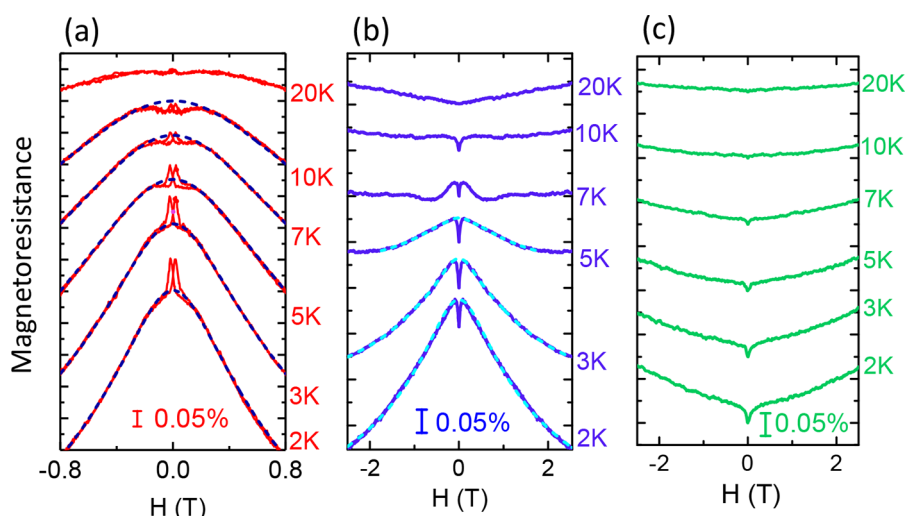 (a)
(b)
(c)
Magnetoresistance
20K
10K
7K
5K
3K
2K
0.05%
-0.8
0.0
0.8
H (T)
20K
10K
7K
5K
3K
2K
0.05%
-2
0
2
H (T)
20K
10K
7K
5K
3K
2K
0.05%
-2
0
2
H (T)